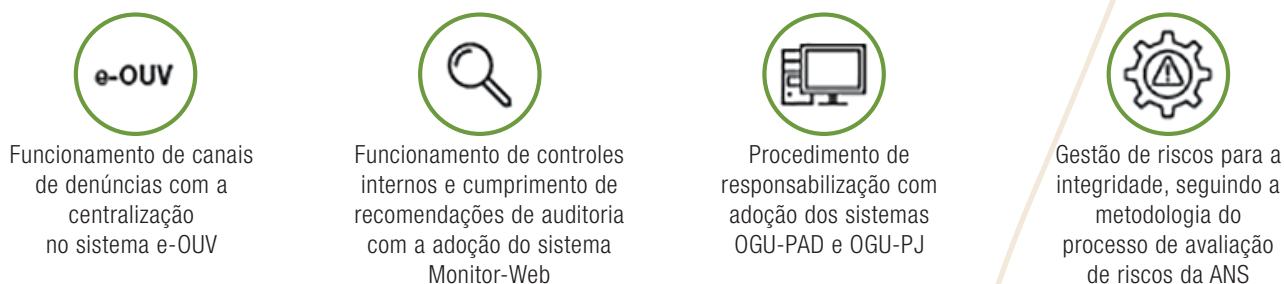 e-OUV
Funcionamento de canais
de denúncias com a
centralização
no sistema e-OUV
Funcionamento de controles
internos e cumprimento de
recomendações de auditoria
com a adoção do sistema
Monitor-Web
Procedimento de
responsabilização com
adoção dos sistemas
OGU-PAD e OGU-PJ
Gestão de riscos para a
integridade, seguindo a
metodologia do
processo de avaliação
de riscos da ANS